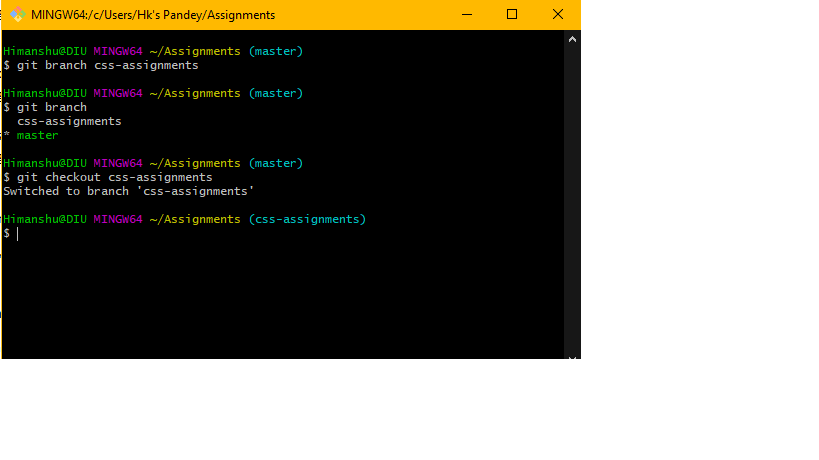 MINGW64:/c/Users/Hk's Pandey/Assignments
Himanshu@DIU MINGW64 ~/Assignments (master)
$ git branch css-assignments
Himanshu@DIU MINGW64 ~/Assignments (master)
$ git branch
css-assignments
* master
Himanshu@DIU MINGW64 ~/Assignments (master)
$ git checkout css-assignments
Switched to branch 'css-assignments'
Himanshu@DIU MINGW64 ~/Assignments (css-assignments)
$